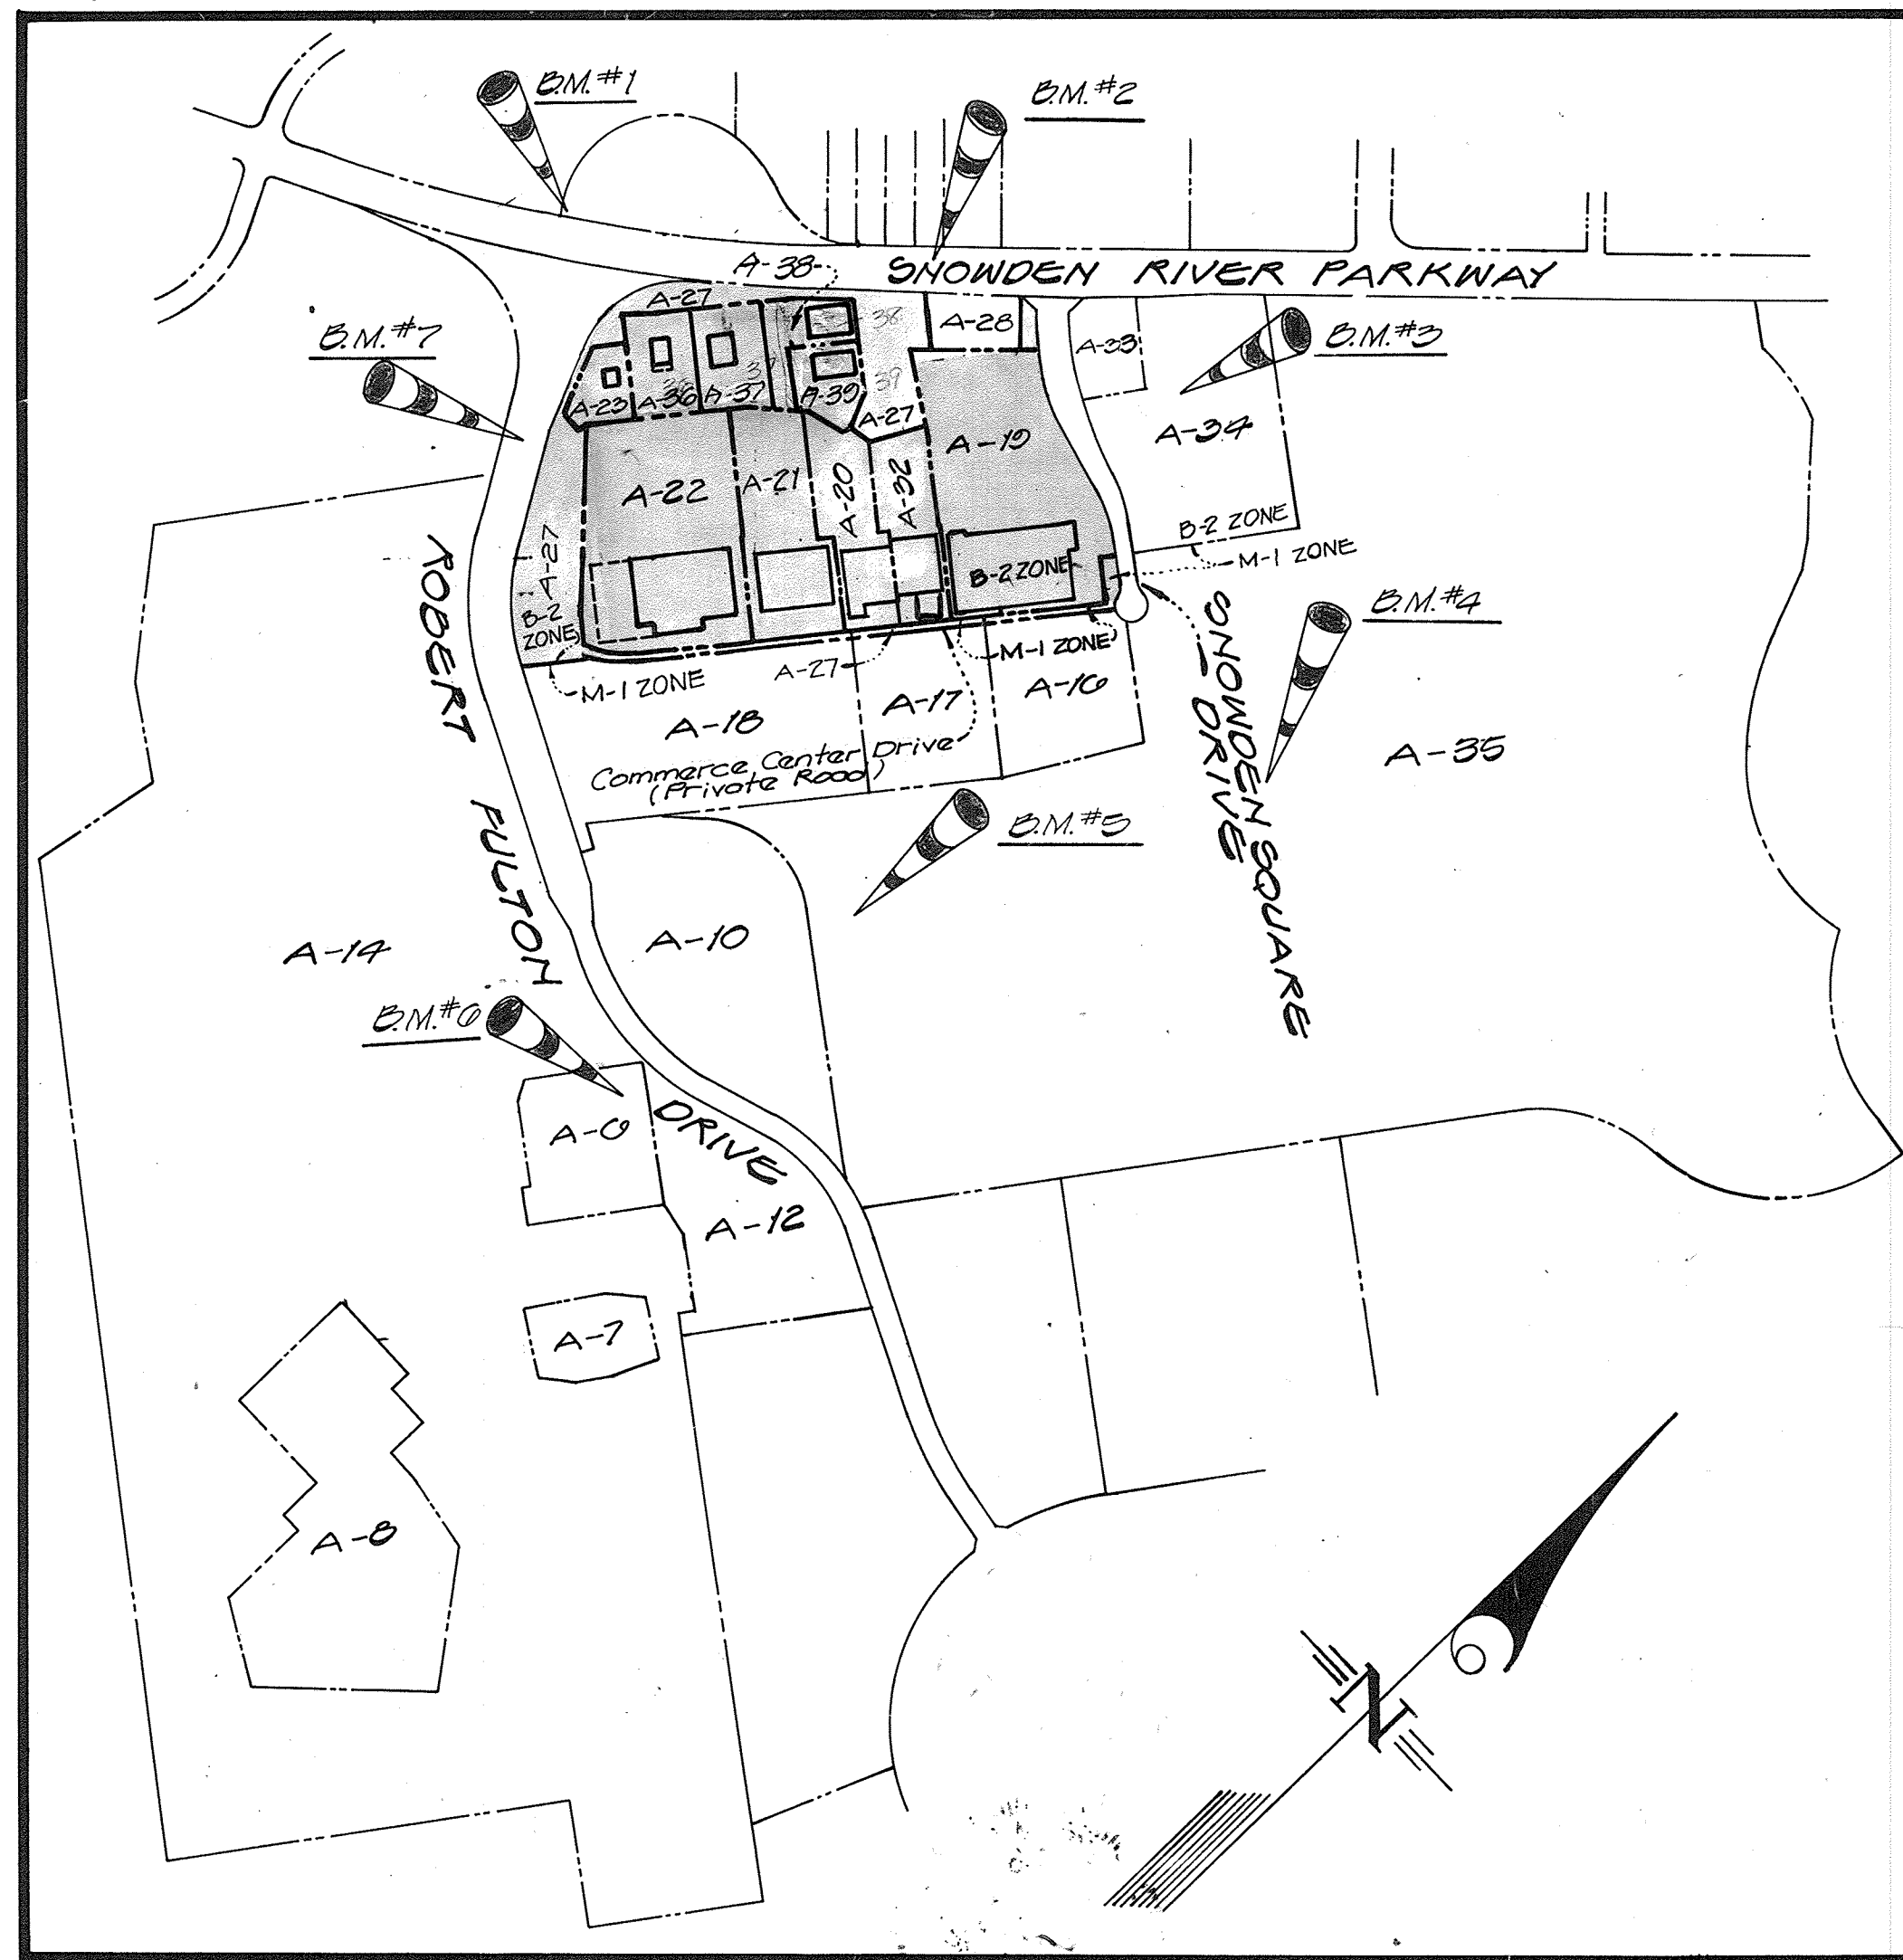 B.M. #1
B.M. #2
A-38
SNOWDEN RIVER PARKWAY
A-27
B.M. #7
38
A-28
A-33
B.M. #3
A-23
A-36
A-37
A-39
39
A-27
A-34
A-19
A-22
A-21
A-20
A-32
B-2 ZONE
M-1 ZONE
A-27
B-2
ZONE
B-2 ZONE
B.M. #4
M-1 ZONE
A-27
M-1 ZONE
A-18
A-17
A-16
Commerce Center Drive
(Private Road)
SNOWDEN SQUARE
DRIVE
A-35
B.M. #5
ROBERT FULTON
DRIVE
A-14
A-10
B.M. #6
A-6
A-12
A-7
A-8
N